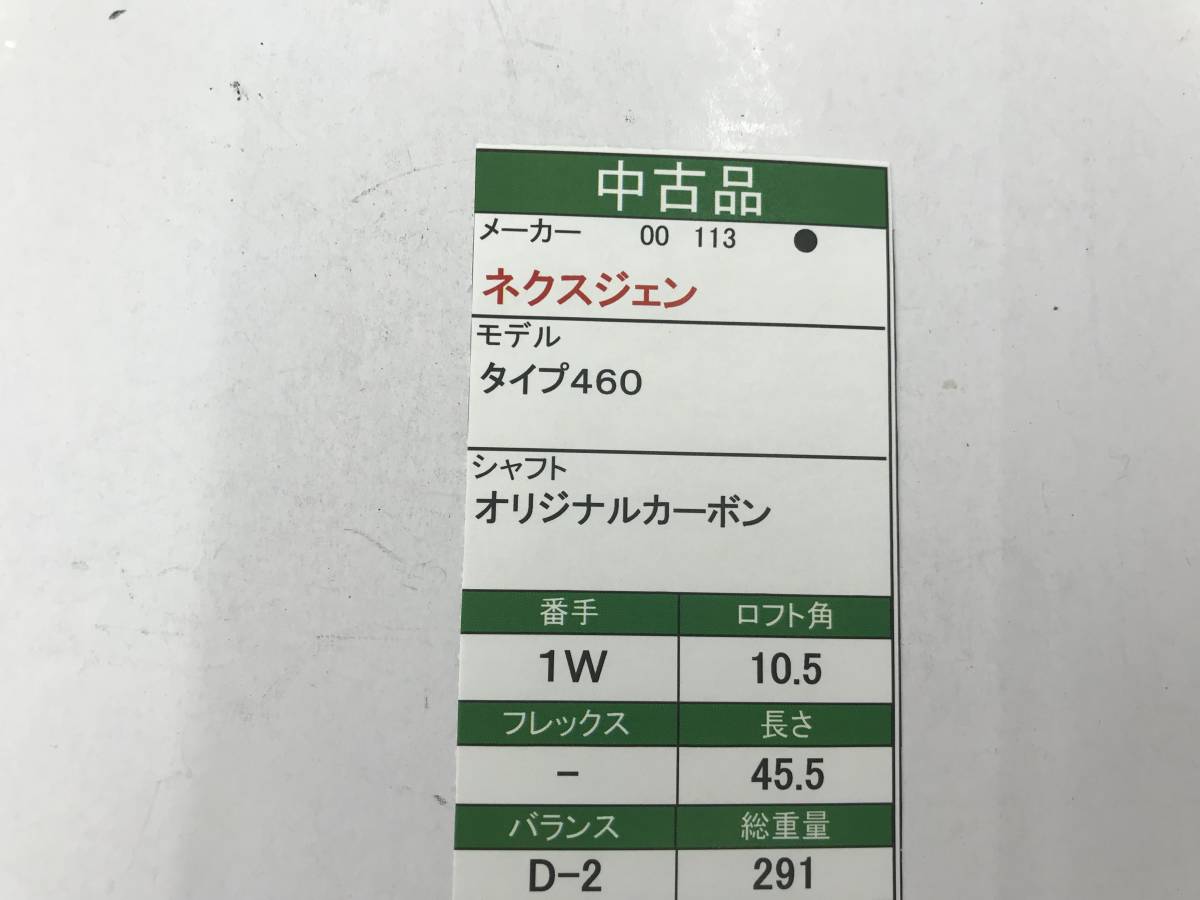 中古品
メーカー 00 113 ●
ネクスジェン
モデル
タイプ460
シャフト
オリジナルカーボン
番手 ロフト角
1W 10.5
フレックス 長さ
- 45.5
バランス 総重量
D-2 291